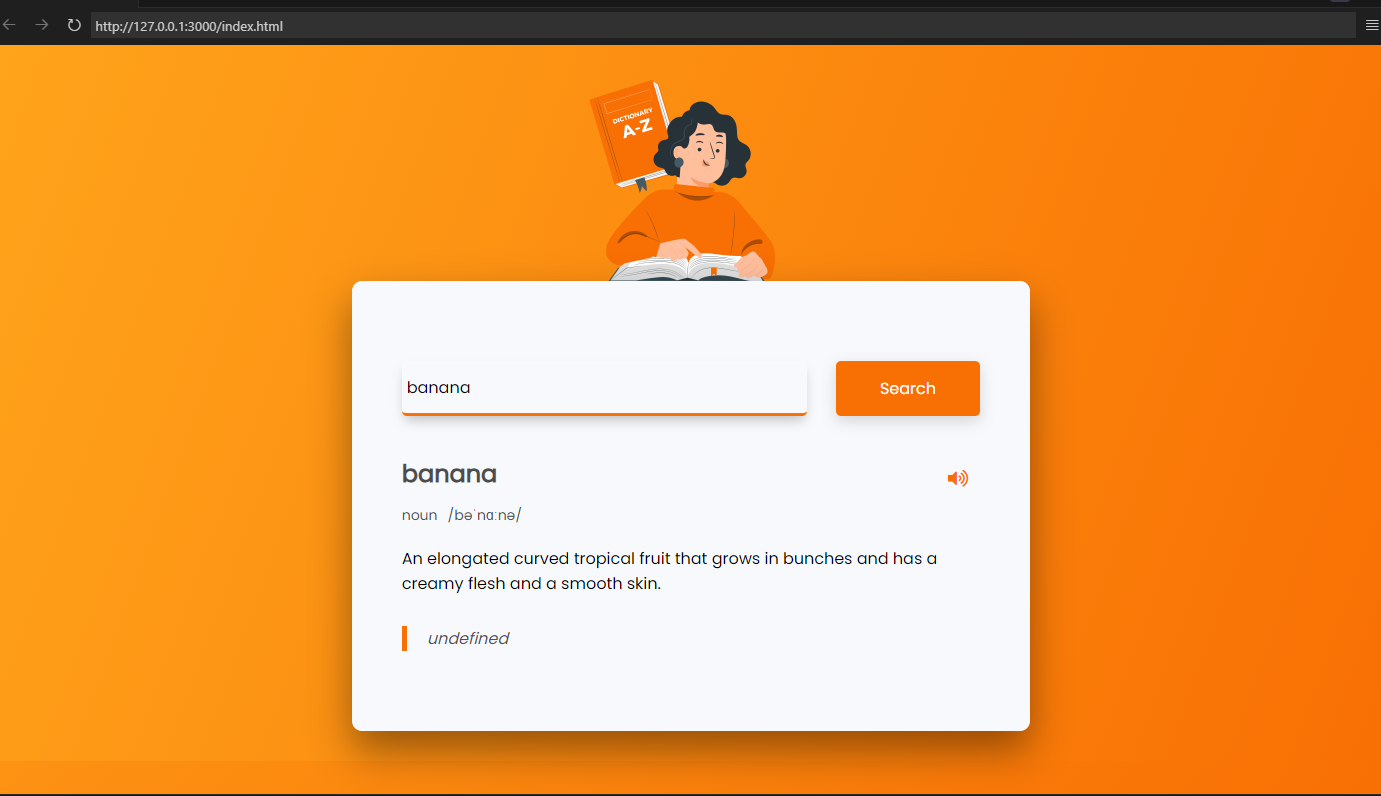 http://127.0.0.1:3000/index.html
DICTIONARY
A-Z
banana
Search
banana
noun /bəˈnɑːnə/
An elongated curved tropical fruit that grows in bunches and has a
creamy flesh and a smooth skin.
undefined